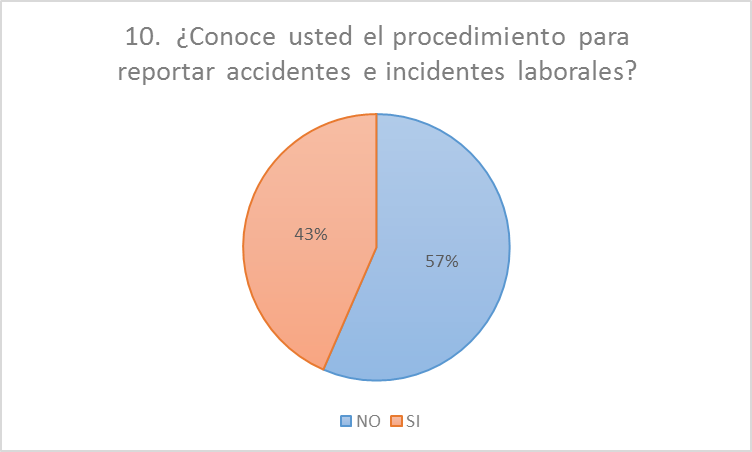 10. ¿Conoce usted el procedimiento para
reportar accidentes e incidentes laborales?
43%
57%
NO SI